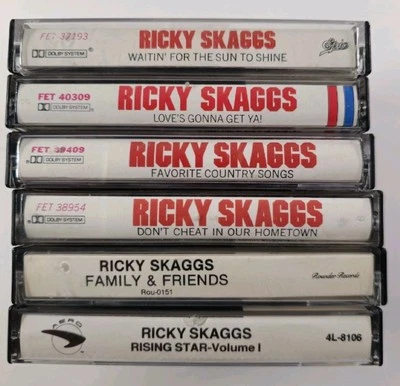 FET 37193
RICKY SKAGGS
DOLBY SYSTEM
WAITIN' FOR THE SUN TO SHINE
Epic
FET 40309
RICKY SKAGGS
DOLBY SYSTEM
LOVE'S GONNA GET YA!
FET 39409
RICKY SKAGGS
DOLBY SYSTEM
FAVORITE COUNTRY SONGS
FET 38954
RICKY SKAGGS
DOLBY SYSTEM
DON'T CHEAT IN OUR HOMETOWN
RICKY SKAGGS
FAMILY & FRIENDS
Rounder Records
Rou-0151
RICKY SKAGGS
RISING STAR-Volume I
4L-8106